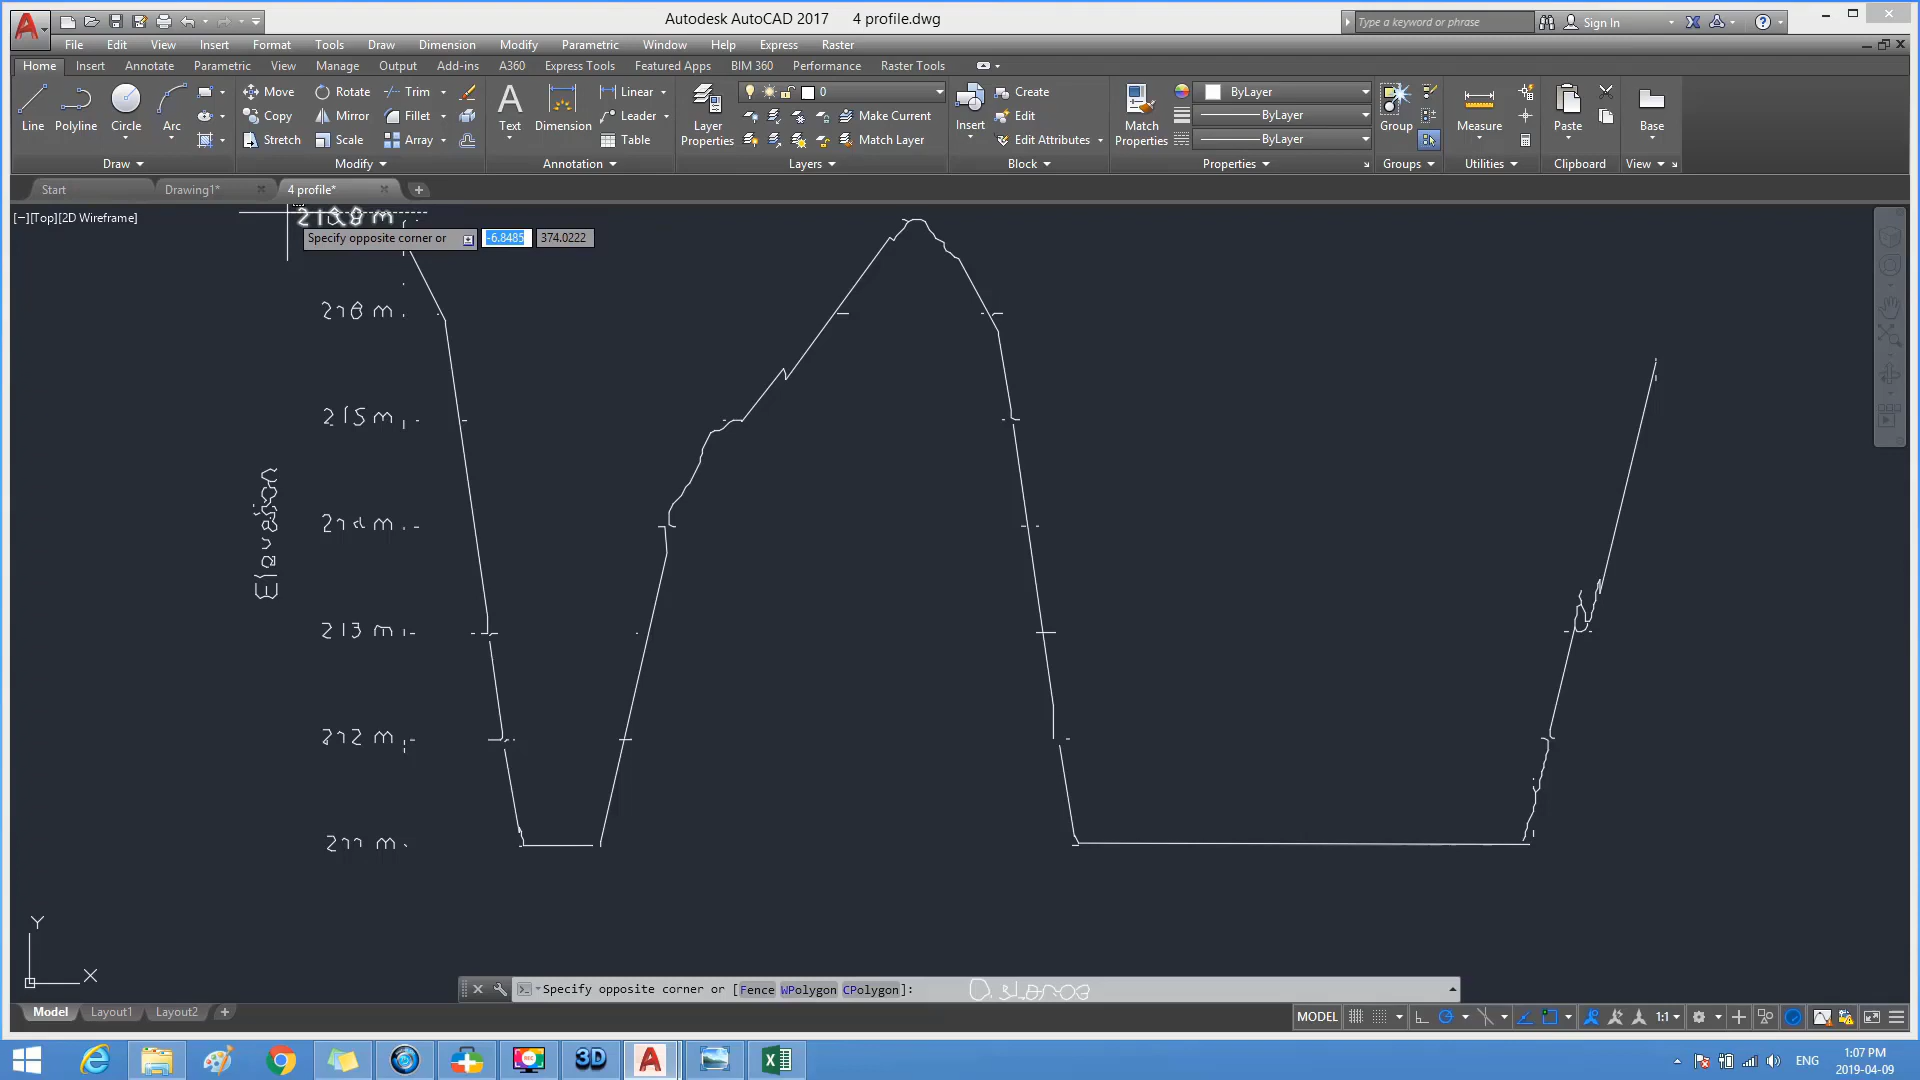 Autodesk AutoCAD 2017 4 profile.dwg
Type a keyword or phrase
Sign In
File Edit View Insert Format Tools Draw Dimension Modify Parametric Window Help Express Raster
Home Insert Annotate Parametric View Manage Output Add-ins A360 Express Tools Featured Apps BIM 360 Performance Raster Tools
Line Polyline Circle Arc
Move Rotate Trim
Copy Mirror Fillet
Stretch Scale Array
Text Dimension
Linear
Leader
Table
Layer Properties
0
Make Current
Match Layer
Insert
Create
Edit
Edit Attributes
Match Properties
ByLayer
ByLayer
ByLayer
Group
Measure
Paste
Base
Draw Modify Annotation Layers Block Properties Groups Utilities Clipboard View
Start Drawing1* 4 profile*
[−][Top][2D Wireframe]
Specify opposite corner or -6.8485 374.0222
215 m
213 m
Y
X
Specify opposite corner or [Fence WPolygon CPolygon]:
Model Layout1 Layout2
MODEL 1:1
REC
3D
ENG
1:07 PM
2019-04-09